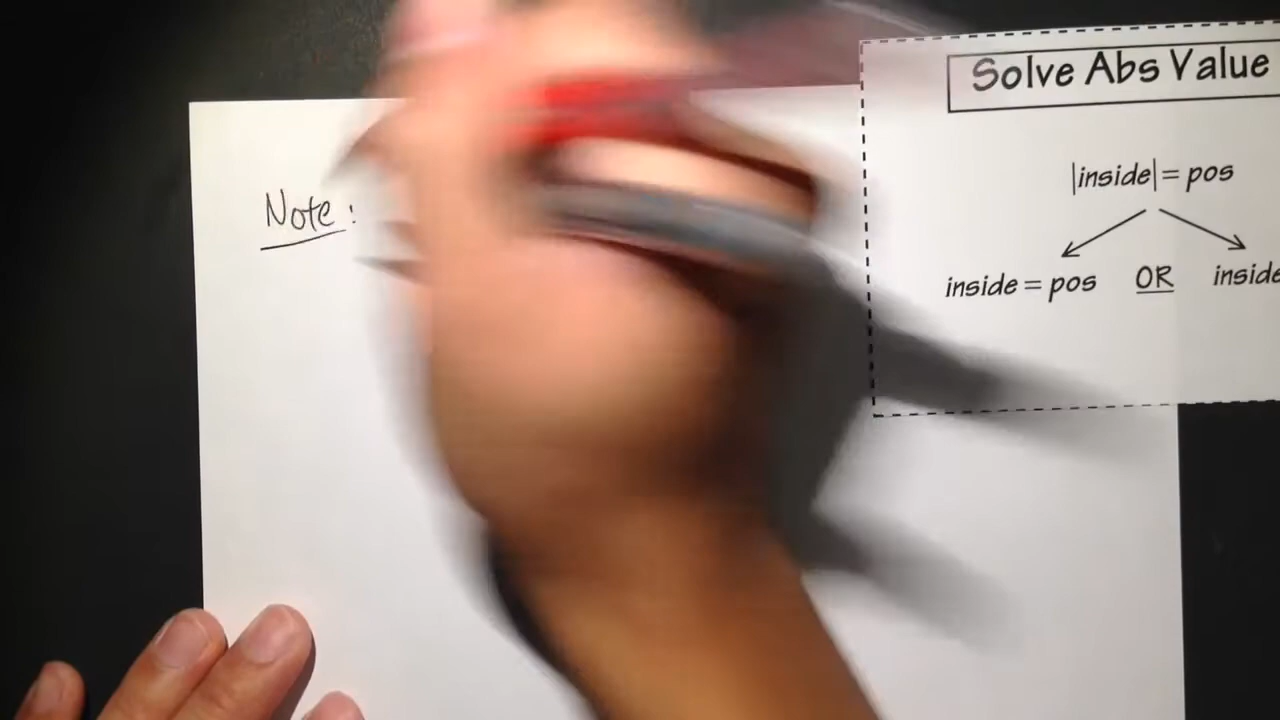 Note:
Solve Abs Value
|inside| = pos
inside = pos OR inside